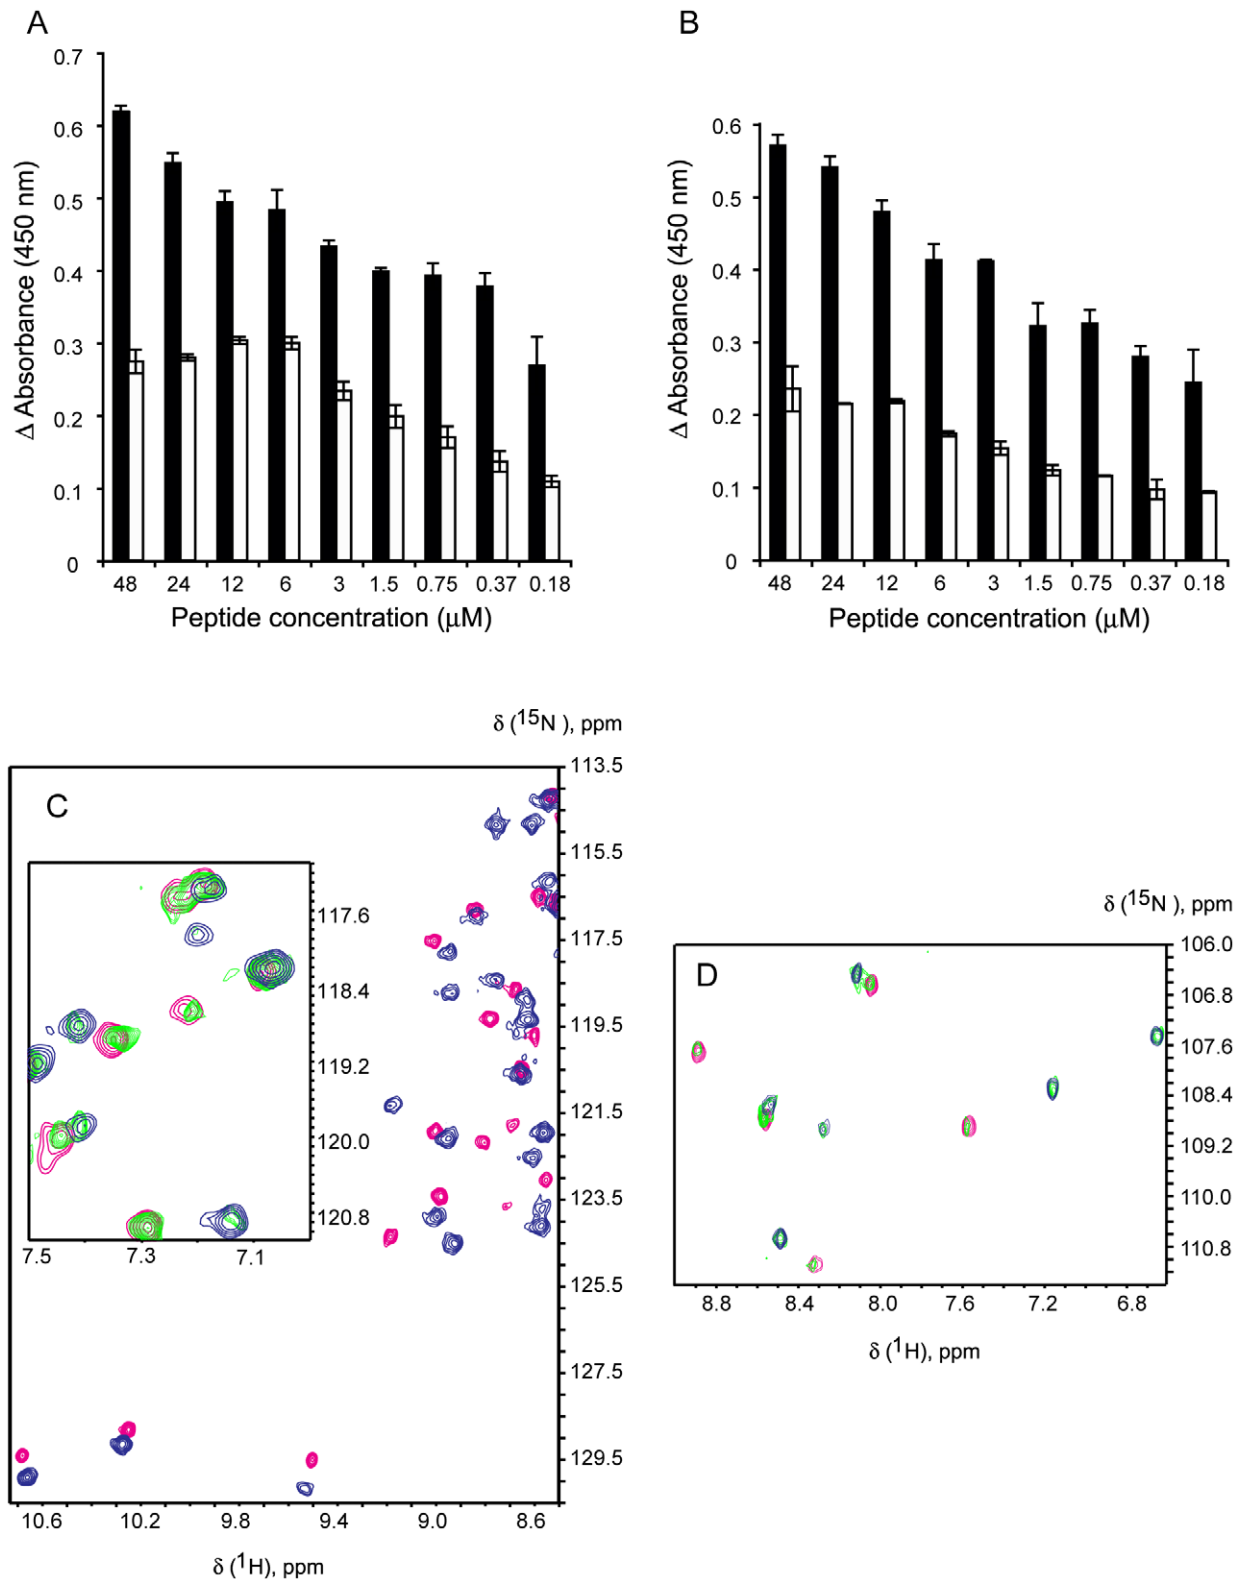 A
0.7
0.6
0.5
0.4
0.3
0.2
0.1
0
Δ Absorbance (450 nm)
48 24 12 6 3 1.5 0.75 0.37 0.18
Peptide concentration (μM)
B
0.6
0.5
0.4
0.3
0.2
0.1
0
Δ Absorbance (450 nm)
48 24 12 6 3 1.5 0.75 0.37 0.18
Peptide concentration (μM)
δ (15N ), ppm
C
113.5
115.5
117.5
119.5
121.5
123.5
125.5
127.5
129.5
117.6
118.4
119.2
120.0
120.8
7.5 7.3 7.1
10.6 10.2 9.8 9.4 9.0 8.6
δ (1H), ppm
δ (15N ), ppm
D
106.0
106.8
107.6
108.4
109.2
110.0
110.8
8.8 8.4 8.0 7.6 7.2 6.8
δ (1H), ppm